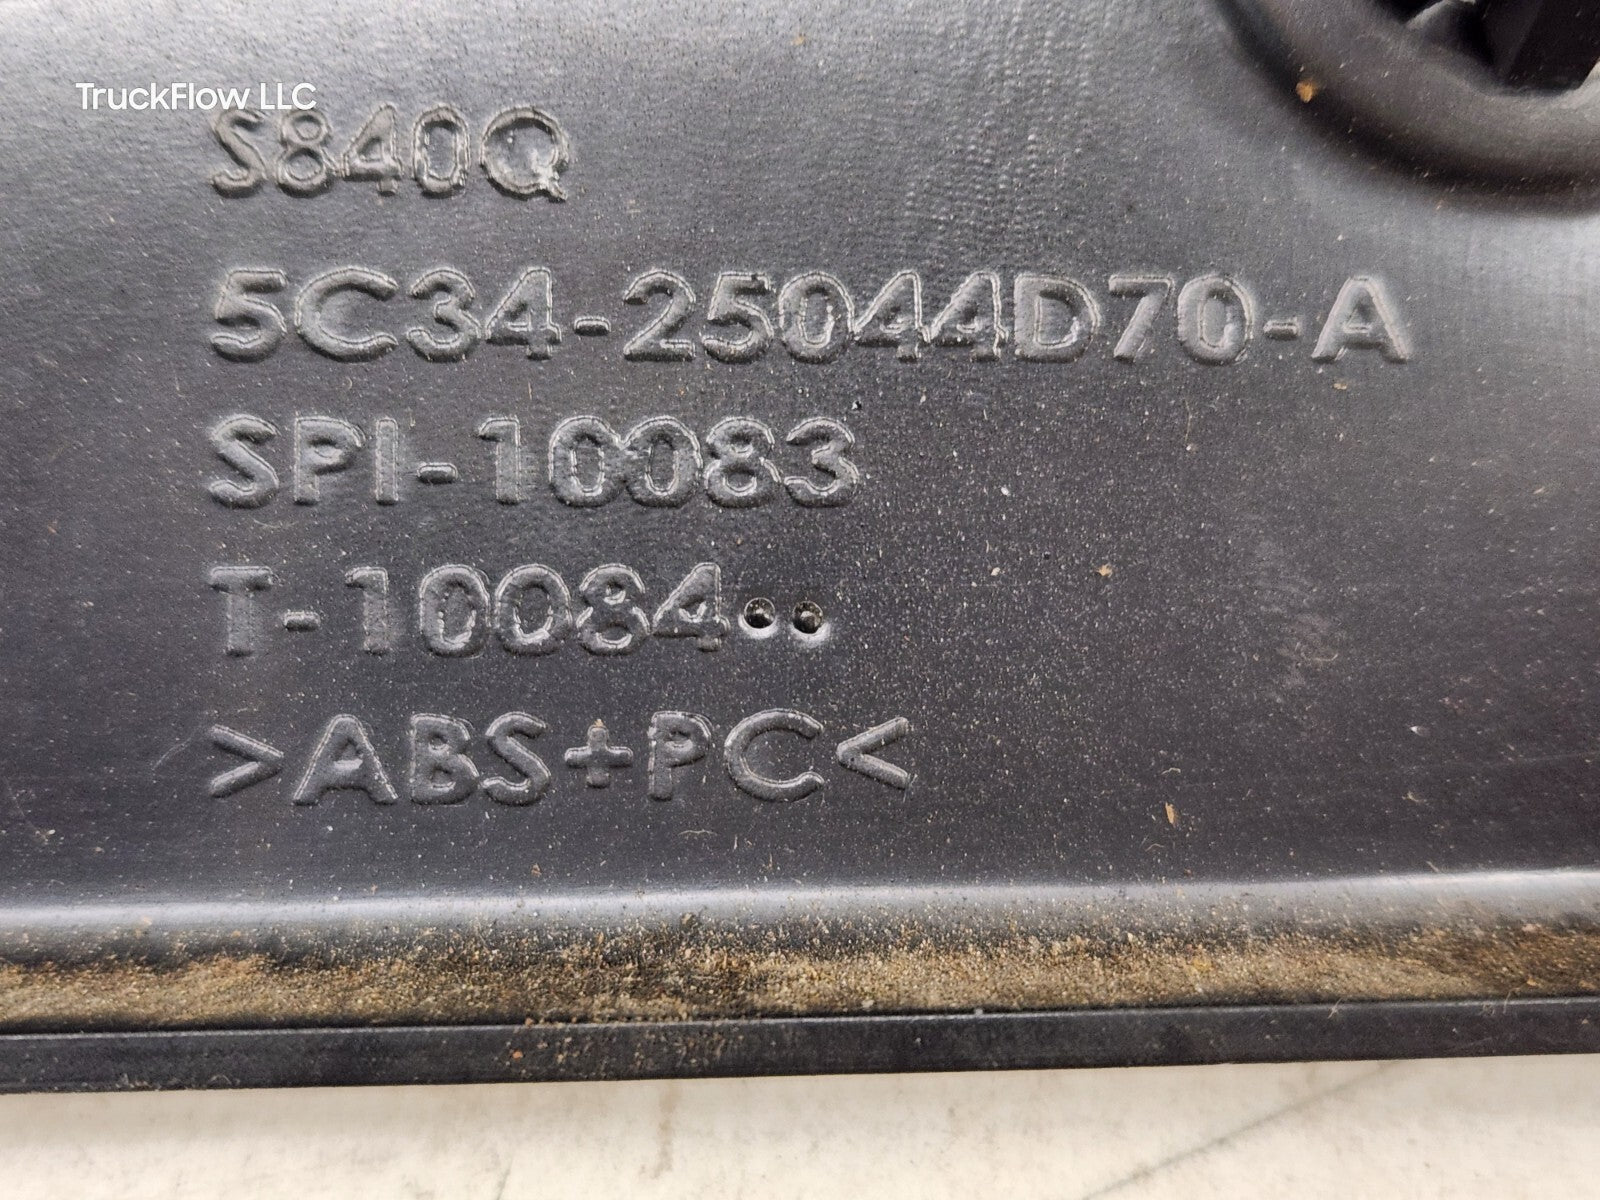 TruckFlow LLC
S840Q
5C34-25044D70-A
SPI-10083
T-10084••
>ABS+PC<